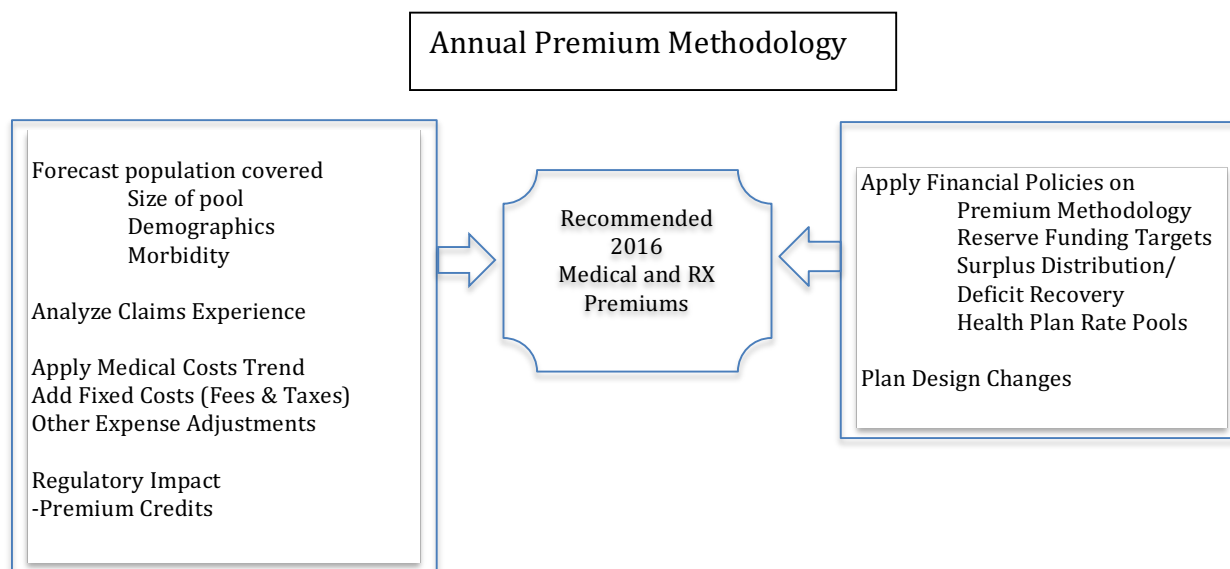 Annual Premium Methodology
Forecast population covered
Size of pool
Demographics
Morbidity
Analyze Claims Experience
Apply Medical Costs Trend
Add Fixed Costs (Fees & Taxes)
Other Expense Adjustments
Regulatory Impact
-Premium Credits
Recommended
2016
Medical and RX
Premiums
Apply Financial Policies on
Premium Methodology
Reserve Funding Targets
Surplus Distribution/
Deficit Recovery
Health Plan Rate Pools
Plan Design Changes